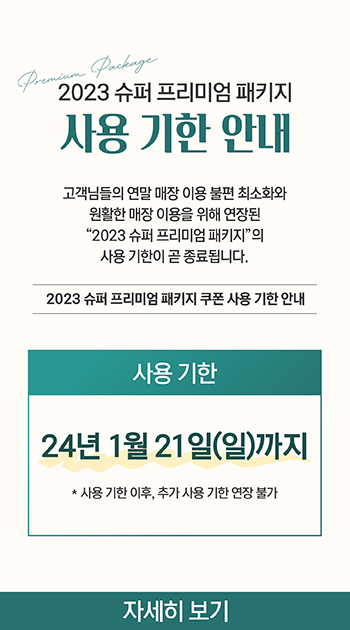 Premium Package
2023 슈퍼 프리미엄 패키지
사용 기한 안내
고객님들의 연말 매장 이용 불편 최소화와
원활한 매장 이용을 위해 연장된
“2023 슈퍼 프리미엄 패키지”의
사용 기한이 곧 종료됩니다.
2023 슈퍼 프리미엄 패키지 쿠폰 사용 기한 안내
사용 기한
24년 1월 21일(일)까지
* 사용 기한 이후, 추가 사용 기한 연장 불가
자세히 보기